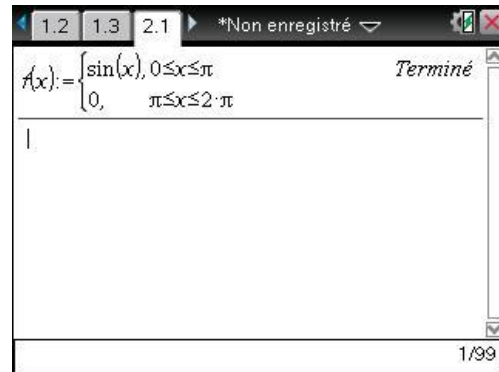 1.2 1.3 2.1 *Non enregistré
f(x):={sin(x), 0≤x≤π Terminé
0, π≤x≤2·π
1/99